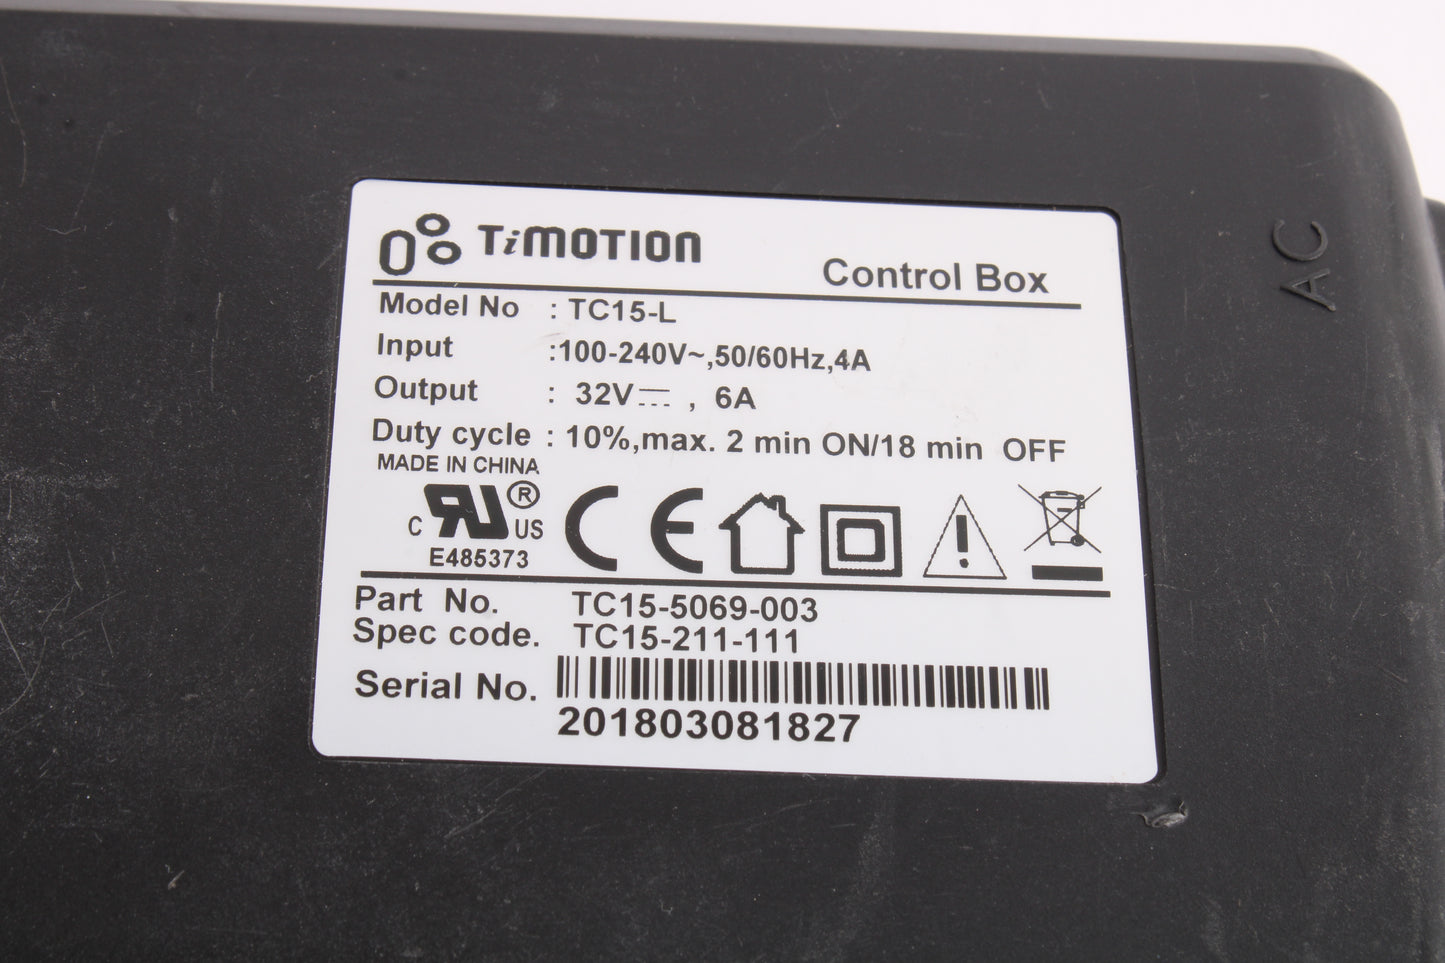 TiMOTION
Control Box
Model No : TC15-L
Input :100-240V~,50/60Hz,4A
Output : 32V⎓ , 6A
Duty cycle : 10%,max. 2 min ON/18 min OFF
MADE IN CHINA
C RU® US CE
E485373
Part No. TC15-5069-003
Spec code. TC15-211-111
Serial No.
201803081827
AC